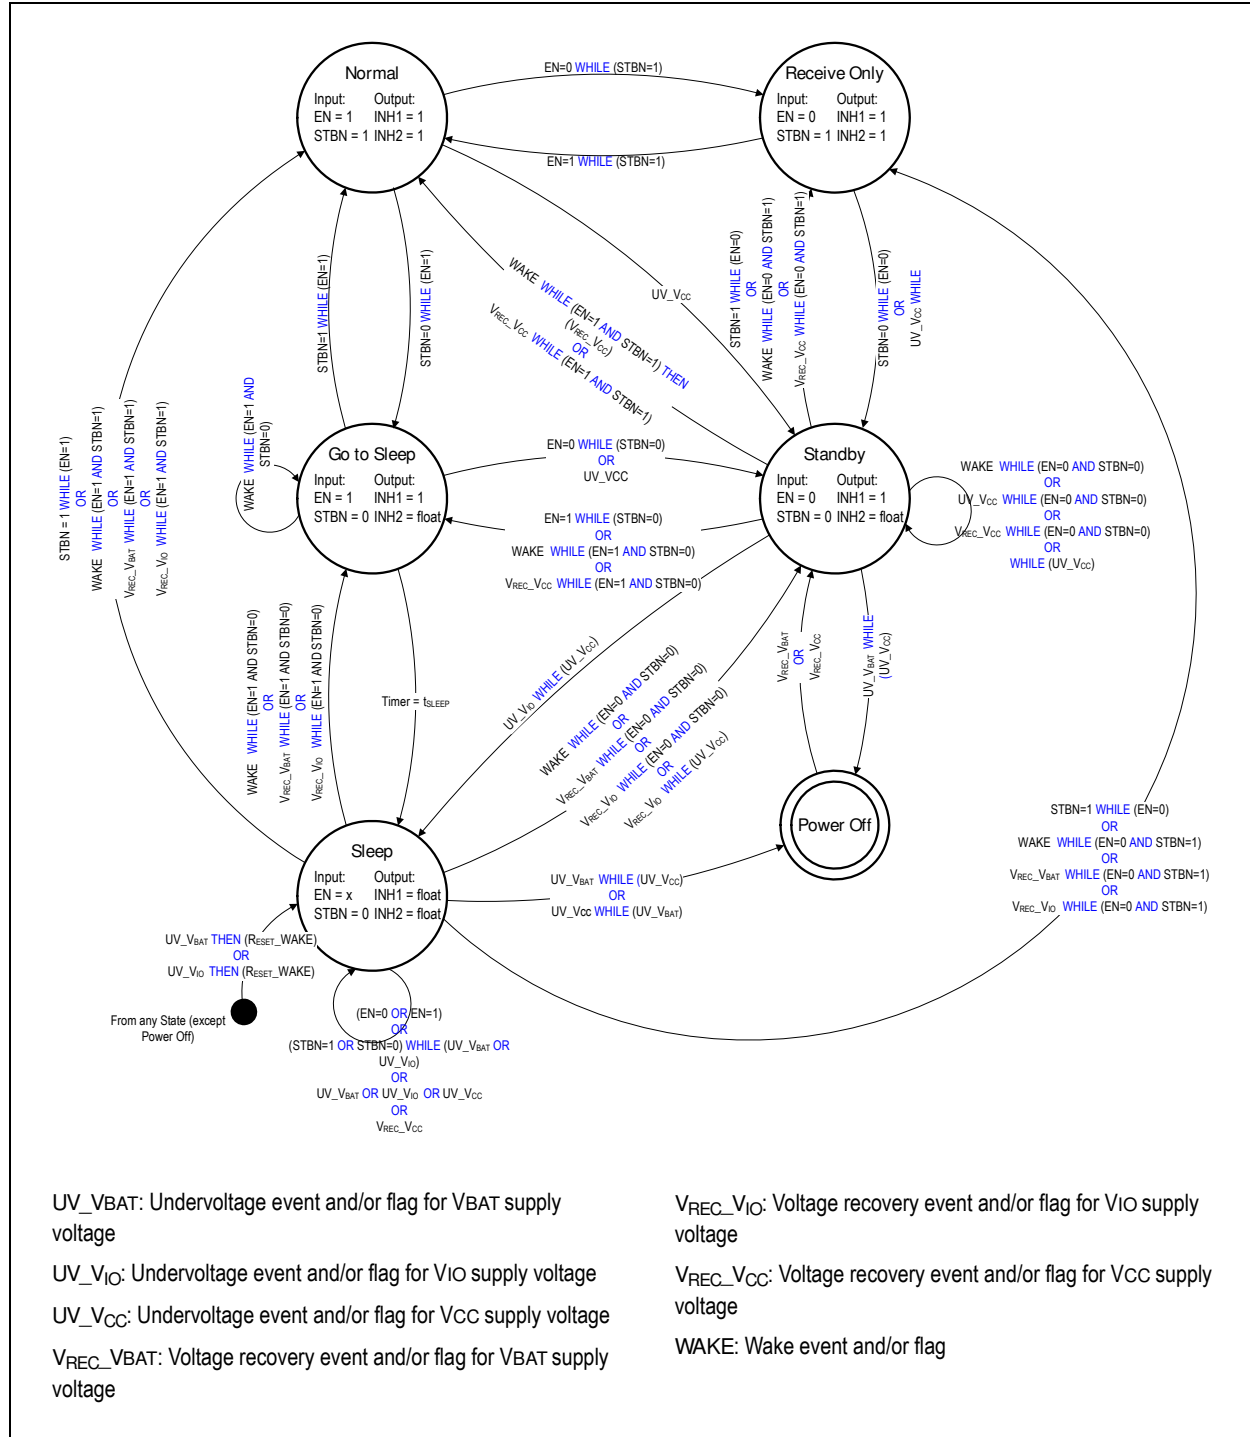 Normal
Input: Output:
EN = 1 INH1 = 1
STBN = 1 INH2 = 1
EN=0 WHILE (STBN=1)
Receive Only
Input: Output:
EN = 0 INH1 = 1
STBN = 1 INH2 = 1
EN=1 WHILE (STBN=1)
STBN=1 WHILE (EN=1)
STBN=0 WHILE (EN=1)
WAKE WHILE (EN=1 AND STBN=1) THEN
(VREC_VCC)
OR
VREC_VCC WHILE (EN=1 AND STBN=1)
UV_VCC
STBN=1 WHILE (EN=0)
OR
WAKE WHILE (EN=0 AND STBN=1)
OR
VREC_VCC WHILE (EN=0 AND STBN=1)
STBN=0 WHILE (EN=0)
OR
UV_VCC WHILE
STBN = 1 WHILE (EN=1)
OR
WAKE WHILE (EN=1 AND STBN=1)
OR
VREC_VBAT WHILE (EN=1 AND STBN=1)
OR
VREC_VIO WHILE (EN=1 AND STBN=1)
WAKE WHILE (EN=1 AND
STBN=0)
Go to Sleep
Input: Output:
EN = 1 INH1 = 1
STBN = 0 INH2 = float
EN=0 WHILE (STBN=0)
OR
UV_VCC
EN=1 WHILE (STBN=0)
OR
WAKE WHILE (EN=1 AND STBN=0)
OR
VREC_VCC WHILE (EN=1 AND STBN=0)
Standby
Input: Output:
EN = 0 INH1 = 1
STBN = 0 INH2 = float
WAKE WHILE (EN=0 AND STBN=0)
OR
UV_VCC WHILE (EN=0 AND STBN=0)
OR
VREC_VCC WHILE (EN=0 AND STBN=0)
OR
WHILE (UV_VCC)
WAKE WHILE (EN=1 AND STBN=0)
OR
VREC_VBAT WHILE (EN=1 AND STBN=0)
OR
VREC_VIO WHILE (EN=1 AND STBN=0)
Timer = tSLEEP
UV_VIO WHILE (UV_VCC)
WAKE WHILE (EN=0 AND STBN=0)
OR
VREC_VBAT WHILE (EN=0 AND STBN=0)
OR
VREC_VIO WHILE (EN=0 AND STBN=0)
OR
VREC_VIO WHILE (UV_VCC)
VREC_VBAT
OR
VREC_VCC
UV_VBAT WHILE
(UV_VCC)
Power Off
Sleep
Input: Output:
EN = x INH1 = float
STBN = 0 INH2 = float
UV_VBAT WHILE (UV_VCC)
OR
UV_Vcc WHILE (UV_VBAT)
STBN=1 WHILE (EN=0)
OR
WAKE WHILE (EN=0 AND STBN=1)
OR
VREC_VBAT WHILE (EN=0 AND STBN=1)
OR
VREC_VIO WHILE (EN=0 AND STBN=1)
UV_VBAT THEN (RESET_WAKE)
OR
UV_VIO THEN (RESET_WAKE)
From any State (except
Power Off)
(EN=0 OR EN=1)
OR
(STBN=1 OR STBN=0) WHILE (UV_VBAT OR
UV_VIO)
OR
UV_VBAT OR UV_VIO OR UV_VCC
OR
VREC_VCC
UV_VBAT: Undervoltage event and/or flag for VBAT supply
voltage
UV_VIO: Undervoltage event and/or flag for VIO supply voltage
UV_VCC: Undervoltage event and/or flag for VCC supply voltage
VREC_VBAT: Voltage recovery event and/or flag for VBAT supply
voltage
VREC_VIO: Voltage recovery event and/or flag for VIO supply
voltage
VREC_VCC: Voltage recovery event and/or flag for VCC supply
voltage
WAKE: Wake event and/or flag